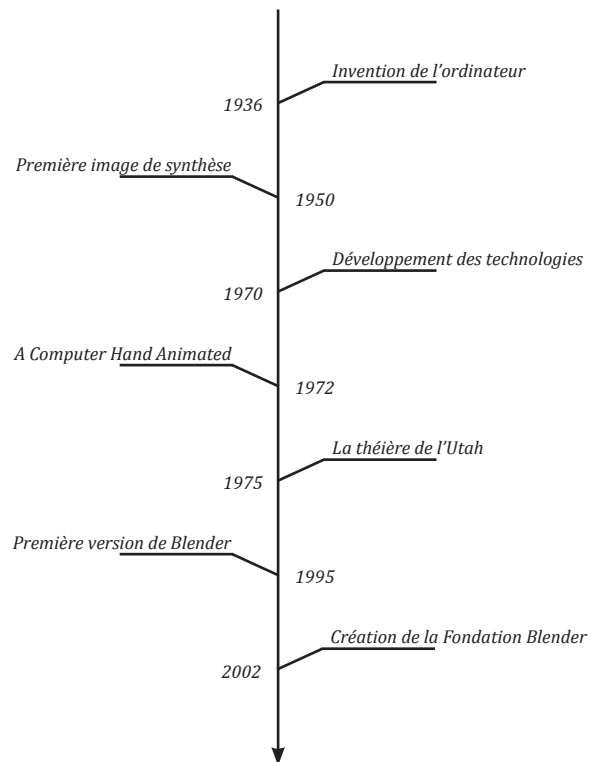 Invention de l'ordinateur
1936
Première image de synthèse
1950
Développement des technologies
1970
A Computer Hand Animated
1972
La théière de l'Utah
1975
Première version de Blender
1995
Création de la Fondation Blender
2002